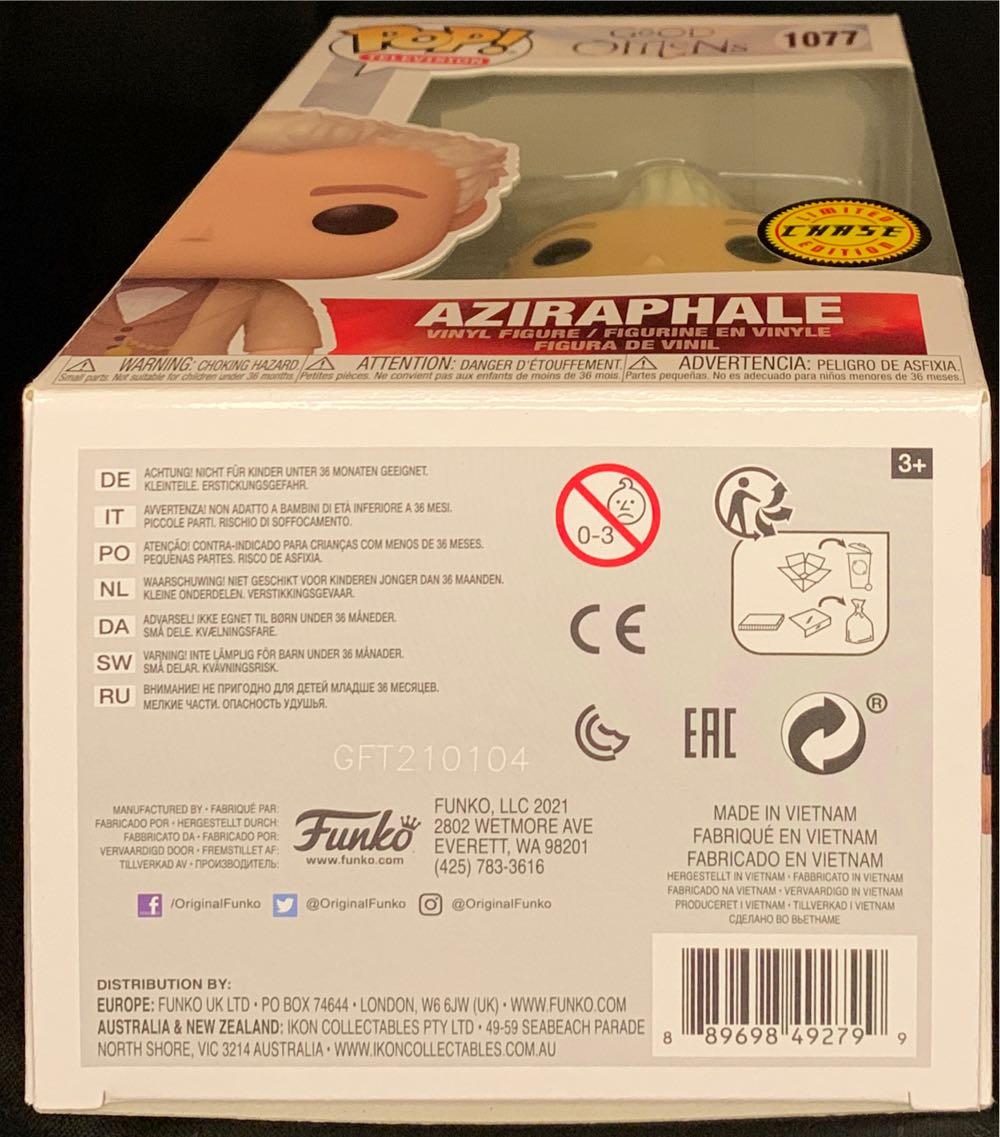 POP!
TELEVISION
GOOD
OMENS
1077
LIMITED
CHASE
EDITION
AZIRAPHALE
VINYL FIGURE / FIGURINE EN VINYLE
FIGURA DE VINIL
WARNING: CHOKING HAZARD.
Small parts. Not suitable for children under 36 months.
ATTENTION: DANGER D'ÉTOUFFEMENT.
Petites pièces. Ne convient pas aux enfants de moins de 36 mois.
ADVERTENCIA: PELIGRO DE ASFIXIA.
Partes pequeñas. No es adecuado para niños menores de 36 meses.
3+
DE ACHTUNG! NICHT FÜR KINDER UNTER 36 MONATEN GEEIGNET.
KLEINTEILE. ERSTICKUNGSGEFAHR.
IT AVVERTENZA! NON ADATTO A BAMBINI DI ETÀ INFERIORE A 36 MESI.
PICCOLE PARTI. RISCHIO DI SOFFOCAMENTO.
PO ATENÇÃO! CONTRA-INDICADO PARA CRIANÇAS COM MENOS DE 36 MESES.
PEQUENAS PARTES. RISCO DE ASFIXIA.
NL WAARSCHUWING! NIET GESCHIKT VOOR KINDEREN JONGER DAN 36 MAANDEN.
KLEINE ONDERDELEN. VERSTIKKINGSGEVAAR.
DA ADVARSEL! IKKE EGNET TIL BØRN UNDER 36 MÅNEDER.
SMÅ DELE. KVÆLNINGSFARE.
SW VARNING! INTE LÄMPLIG FÖR BARN UNDER 36 MÅNADER.
SMÅ DELAR. KVÄVNINGSRISK.
RU ВНИМАНИЕ! НЕ ПРИГОДНО ДЛЯ ДЕТЕЙ МЛАДШЕ 36 МЕСЯЦЕВ.
МЕЛКИЕ ЧАСТИ. ОПАСНОСТЬ УДУШЬЯ.
0-3
CE
EAC
®
GFT210104
MANUFACTURED BY • FABRIQUÉ PAR:
FABRICADO POR • HERGESTELLT DURCH:
FABBRICATO DA • FABRICADO POR:
VERVAARDIGD DOOR • FREMSTILLET AF:
TILLVERKAD AV • ПРОИЗВОДИТЕЛЬ:
Funko
www.funko.com
FUNKO, LLC 2021
2802 WETMORE AVE
EVERETT, WA 98201
(425) 783-3616
f /OriginalFunko @OriginalFunko @OriginalFunko
MADE IN VIETNAM
FABRIQUÉ EN VIETNAM
FABRICADO EN VIETNAM
HERGESTELLT IN VIETNAM • FABBRICATO IN VIETNAM
FABRICADO NA VIETNAM • VERVAARDIGD IN VIETNAM
PRODUCERET I VIETNAM • TILLVERKAD I VIETNAM
СДЕЛАНО ВО ВЬЕТНАМЕ
DISTRIBUTION BY:
EUROPE: FUNKO UK LTD • PO BOX 74644 • LONDON, W6 6JW (UK) • WWW.FUNKO.COM
AUSTRALIA & NEW ZEALAND: IKON COLLECTABLES PTY LTD • 49-59 SEABEACH PARADE
NORTH SHORE, VIC 3214 AUSTRALIA • WWW.IKONCOLLECTABLES.COM.AU
8 89698 49279 9